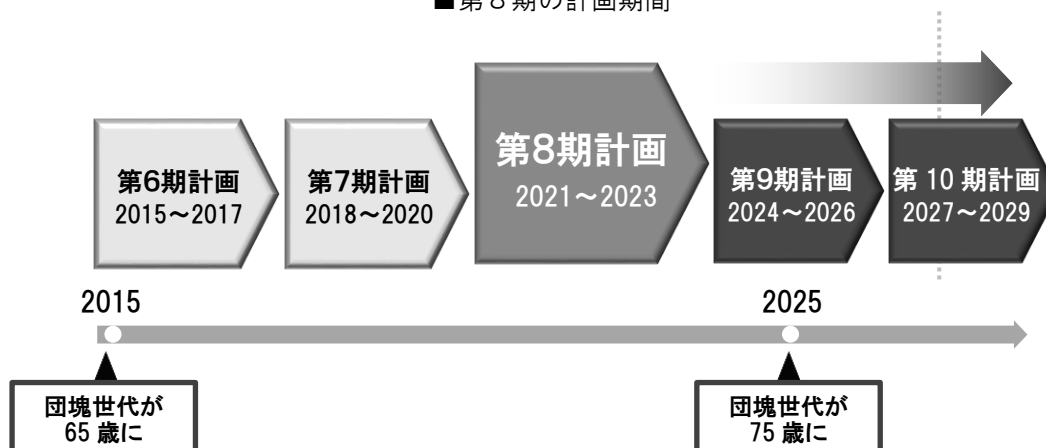 ■第８期の計画期間
第6期計画
2015～2017
第7期計画
2018～2020
第8期計画
2021～2023
第9期計画
2024～2026
第 10 期計画
2027～2029
2015
2025
団塊世代が
65 歳に
団塊世代が
75 歳に